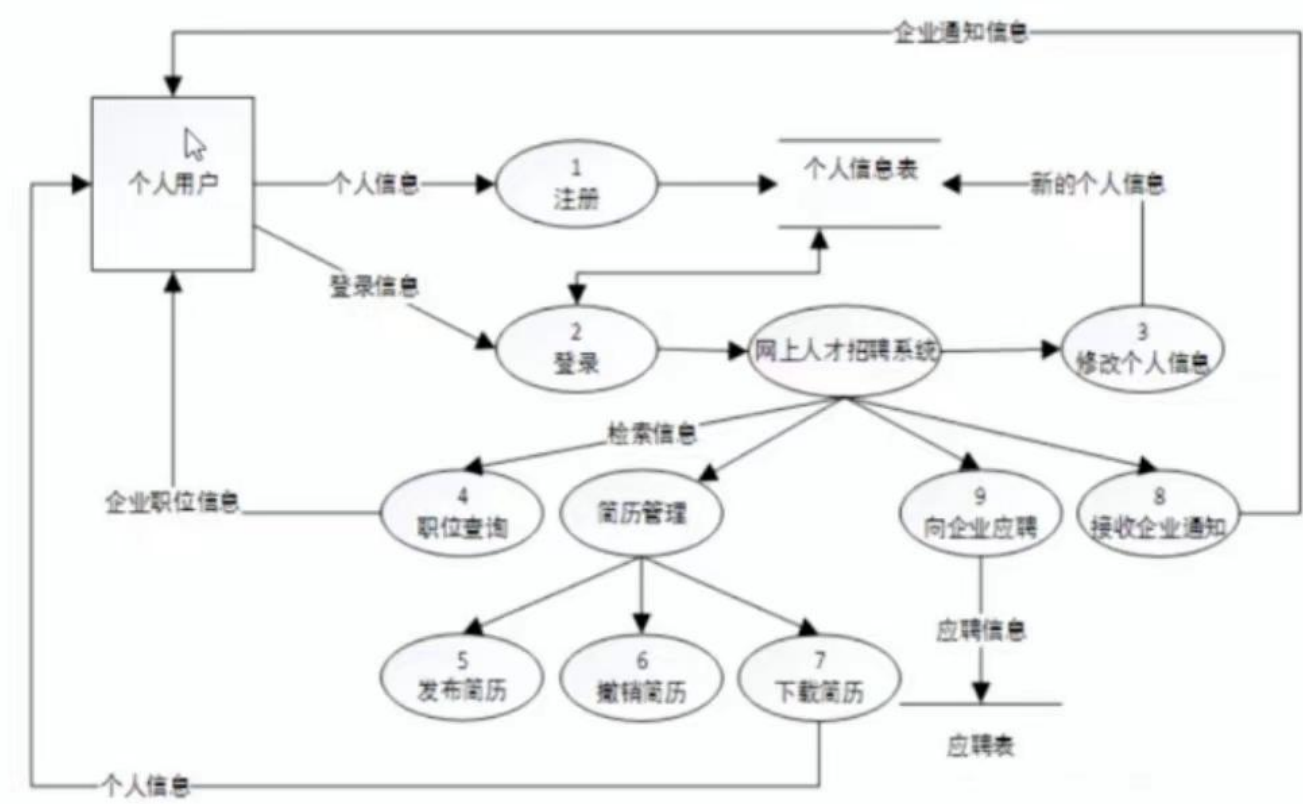 企业通知信息
个人用户
个人信息
1
注册
个人信息表
新的个人信息
登录信息
2
登录
网上人才招聘系统
3
修改个人信息
检索信息
企业职位信息
4
职位查询
简历管理
9
向企业应聘
8
接收企业通知
5
发布简历
6
撤销简历
7
下载简历
应聘信息
应聘表
个人信息